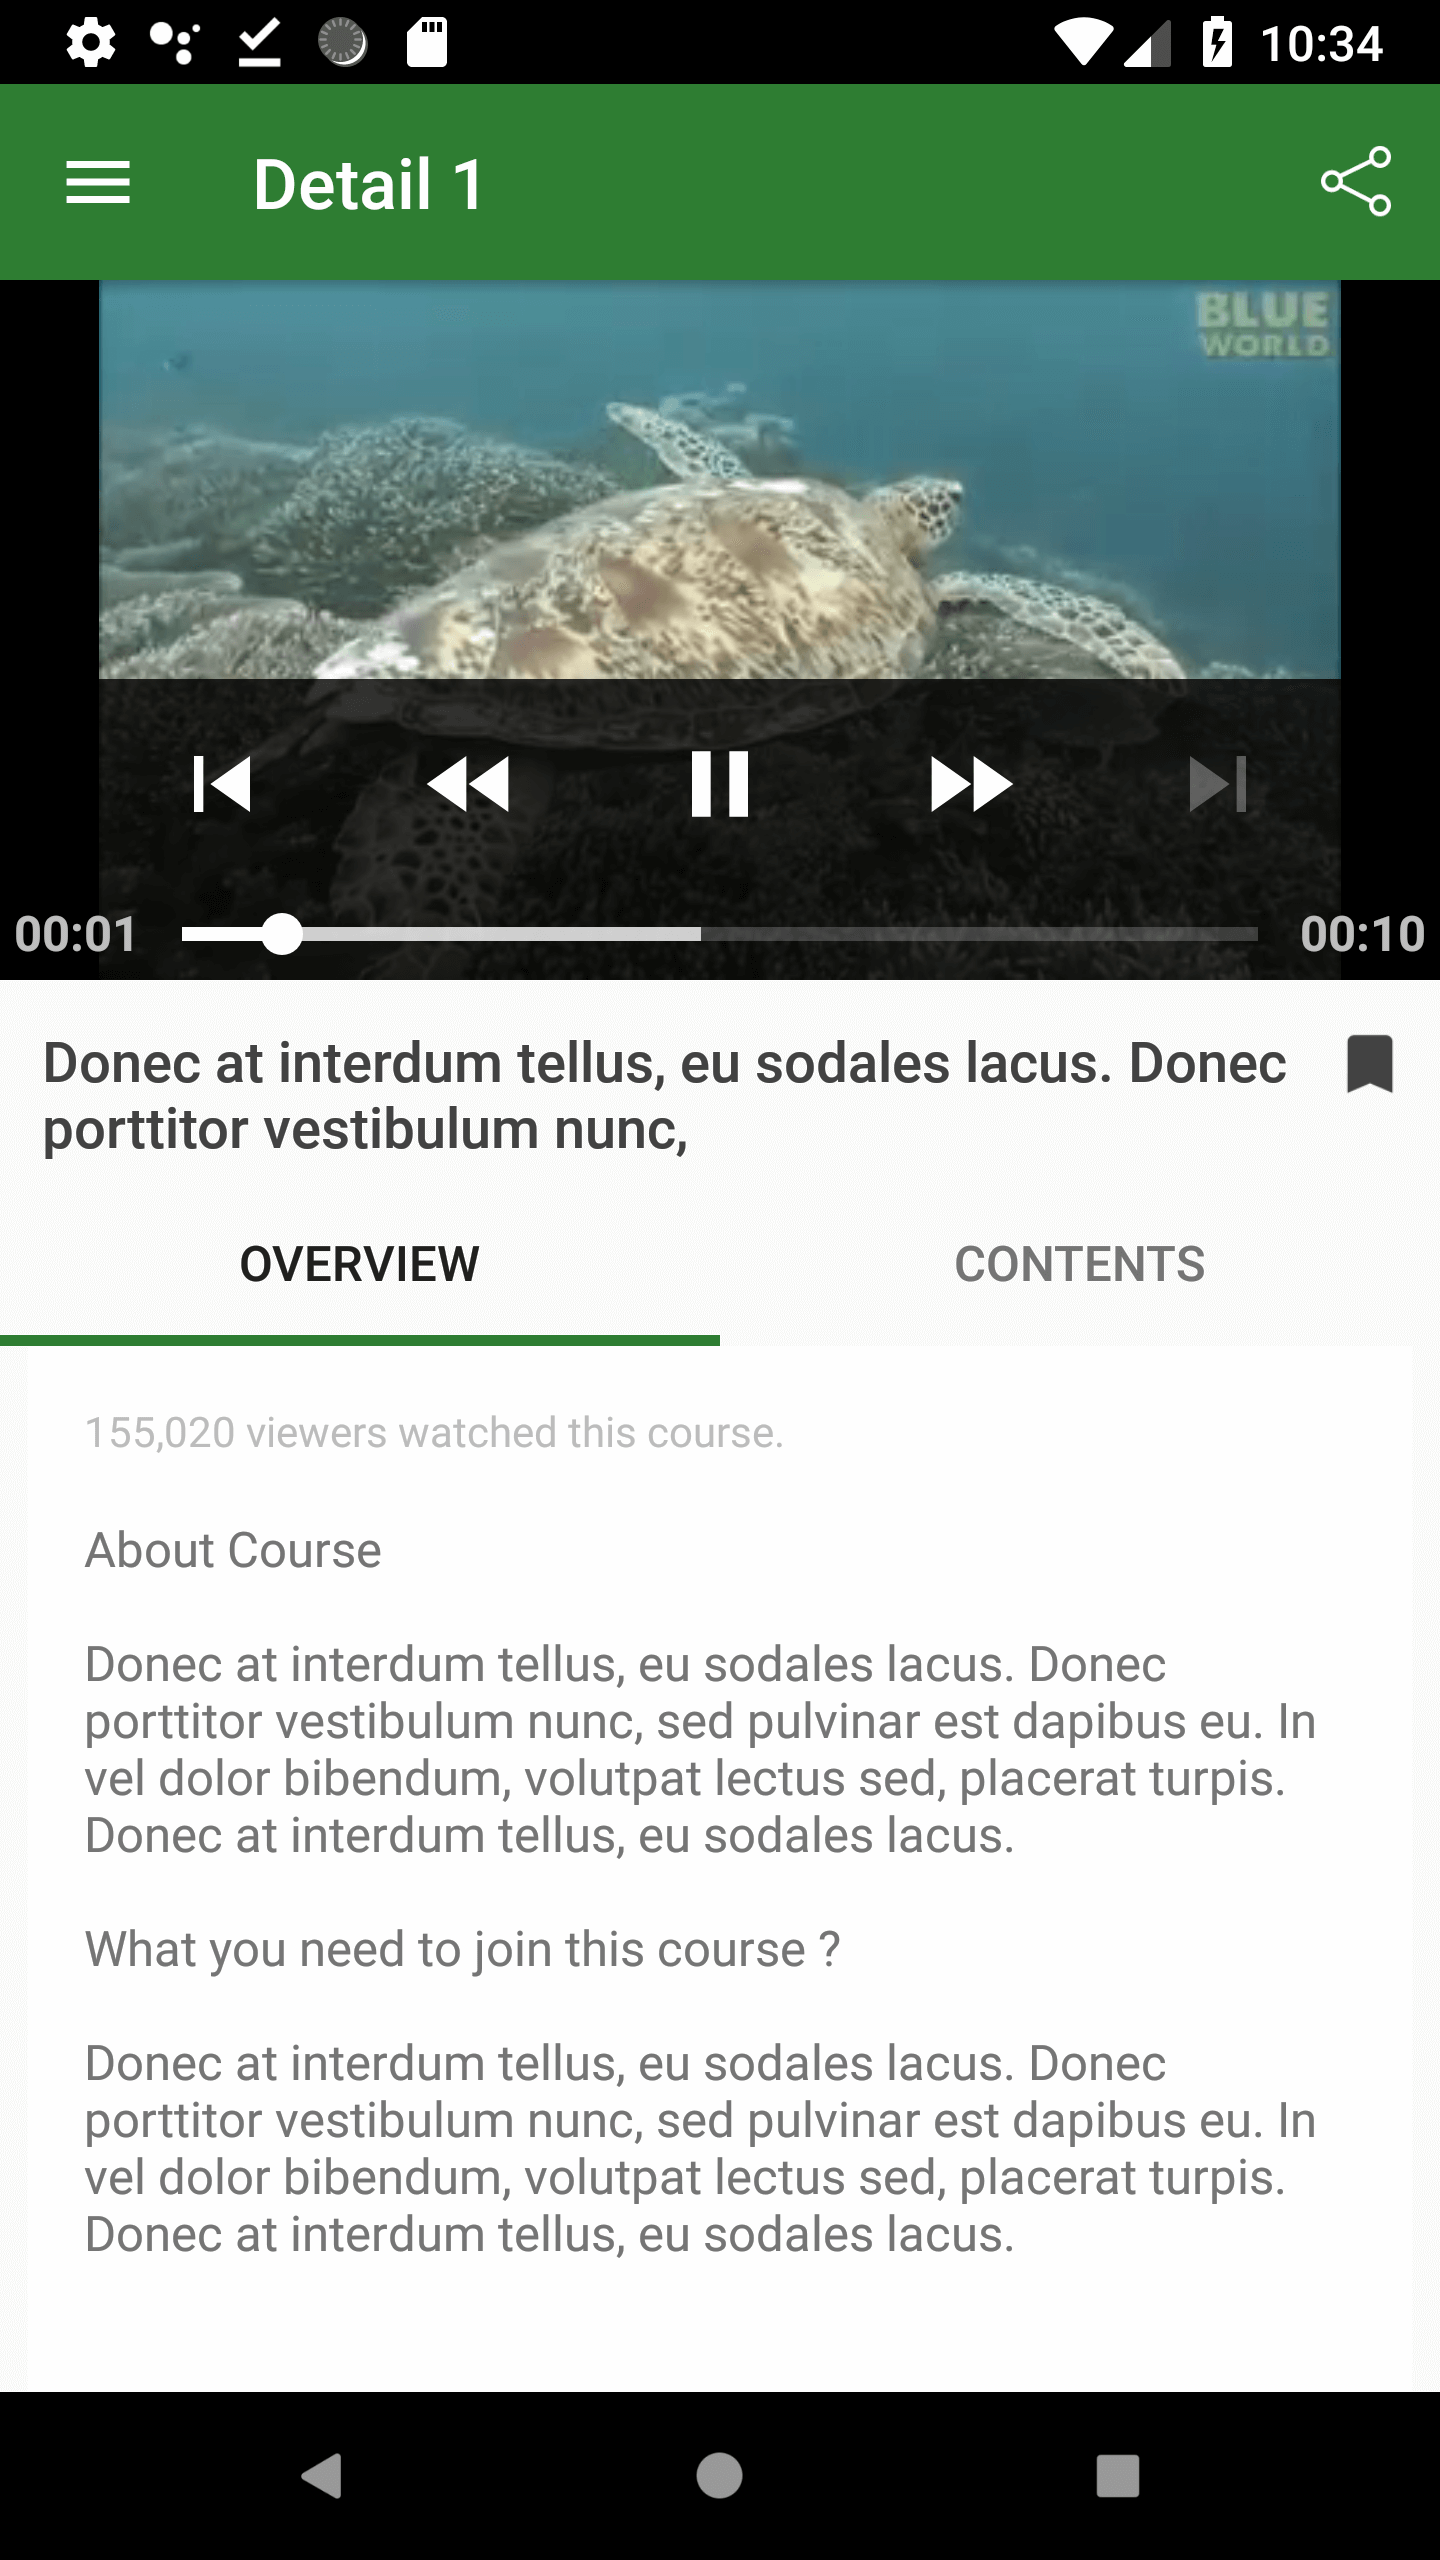 10:34
Detail 1
BLUE
WORLD
00:01
00:10
Donec at interdum tellus, eu sodales lacus. Donec
porttitor vestibulum nunc,
OVERVIEW
CONTENTS
155,020 viewers watched this course.
About Course
Donec at interdum tellus, eu sodales lacus. Donec
porttitor vestibulum nunc, sed pulvinar est dapibus eu. In
vel dolor bibendum, volutpat lectus sed, placerat turpis.
Donec at interdum tellus, eu sodales lacus.
What you need to join this course ?
Donec at interdum tellus, eu sodales lacus. Donec
porttitor vestibulum nunc, sed pulvinar est dapibus eu. In
vel dolor bibendum, volutpat lectus sed, placerat turpis.
Donec at interdum tellus, eu sodales lacus.